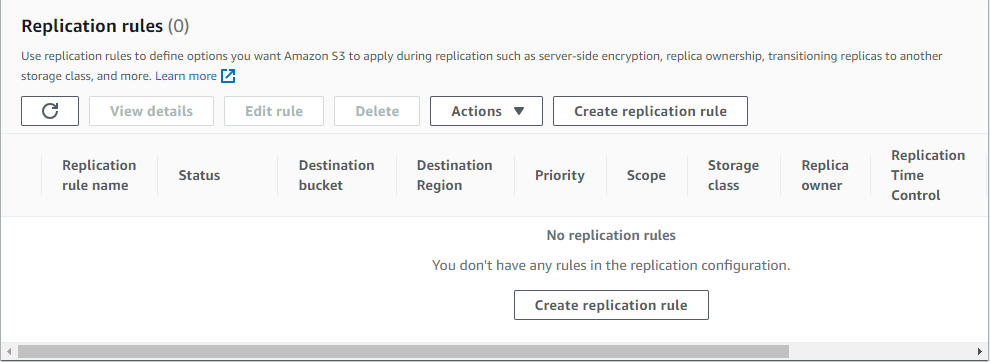 Replication rules (0)
Use replication rules to define options you want Amazon S3 to apply during replication such as server-side encryption, replica ownership, transitioning replicas to another
storage class, and more. Learn more
View details Edit rule Delete Actions Create replication rule
Replication rule name Status Destination bucket Destination Region Priority Scope Storage class Replica owner Replication Time Control
No replication rules
You don't have any rules in the replication configuration.
Create replication rule